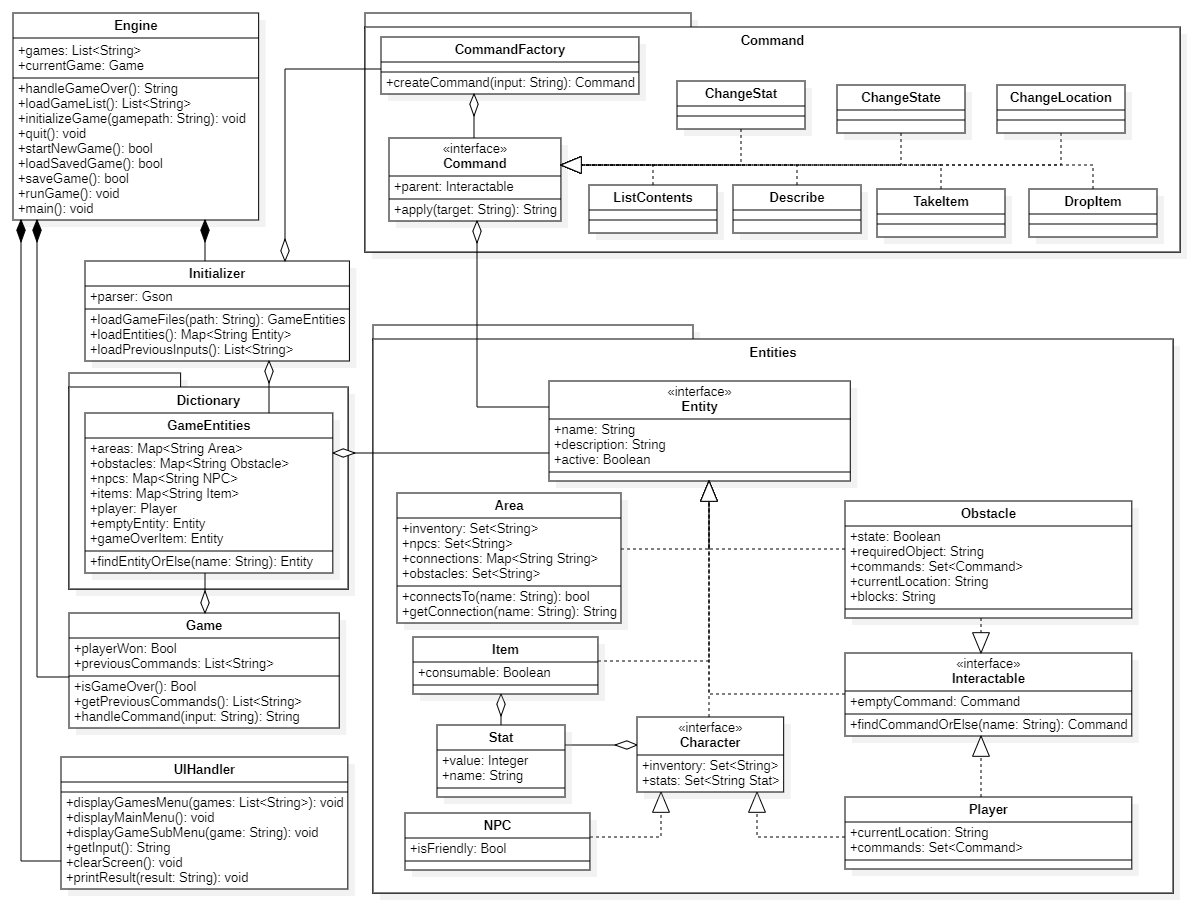 Engine
+games: List<String>
+currentGame: Game
+handleGameOver(): String
+loadGameList(): List<String>
+initializeGame(gamepath: String): void
+quit(): void
+startNewGame(): bool
+loadSavedGame(): bool
+saveGame(): bool
+runGame(): void
+main(): void
Command
CommandFactory
+createCommand(input: String): Command
«interface»
Command
+parent: Interactable
+apply(target: String): String
ChangeStat
ChangeState
ChangeLocation
ListContents
Describe
TakeItem
DropItem
Initializer
+parser: Gson
+loadGameFiles(path: String): GameEntities
+loadEntities(): Map<String Entity>
+loadPreviousInputs(): List<String>
Dictionary
GameEntities
+areas: Map<String Area>
+obstacles: Map<String Obstacle>
+npcs: Map<String NPC>
+items: Map<String Item>
+player: Player
+emptyEntity: Entity
+gameOverItem: Entity
+findEntityOrElse(name: String): Entity
Game
+playerWon: Bool
+previousCommands: List<String>
+isGameOver(): Bool
+getPreviousCommands(): List<String>
+handleCommand(input: String): String
UIHandler
+displayGamesMenu(games: List<String>): void
+displayMainMenu(): void
+displayGameSubMenu(game: String): void
+getInput(): String
+clearScreen(): void
+printResult(result: String): void
Entities
«interface»
Entity
+name: String
+description: String
+active: Boolean
Area
+inventory: Set<String>
+npcs: Set<String>
+connections: Map<String String>
+obstacles: Set<String>
+connectsTo(name: String): bool
+getConnection(name: String): String
Obstacle
+state: Boolean
+requiredObject: String
+commands: Set<Command>
+currentLocation: String
+blocks: String
Item
+consumable: Boolean
«interface»
Interactable
+emptyCommand: Command
+findCommandOrElse(name: String): Command
Stat
+value: Integer
+name: String
«interface»
Character
+inventory: Set<String>
+stats: Set<String Stat>
NPC
+isFriendly: Bool
Player
+currentLocation: String
+commands: Set<Command>